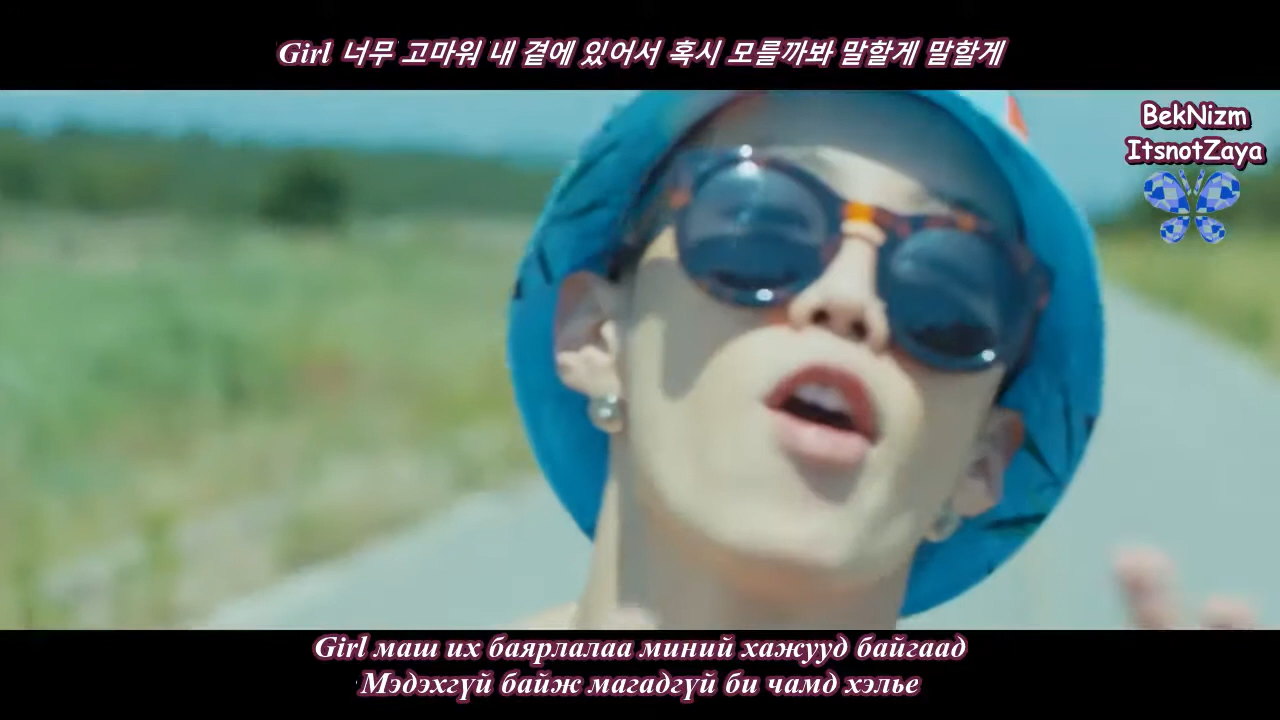 Girl 너무 고마워 내 곁에 있어서 혹시 모를까봐 말할게 말할게
BekNizm
ItsnotZaya
Girl маш их баярлалаа миний хажууд байгаад
Мэдэхгүй байж магадгүй би чамд хэлье